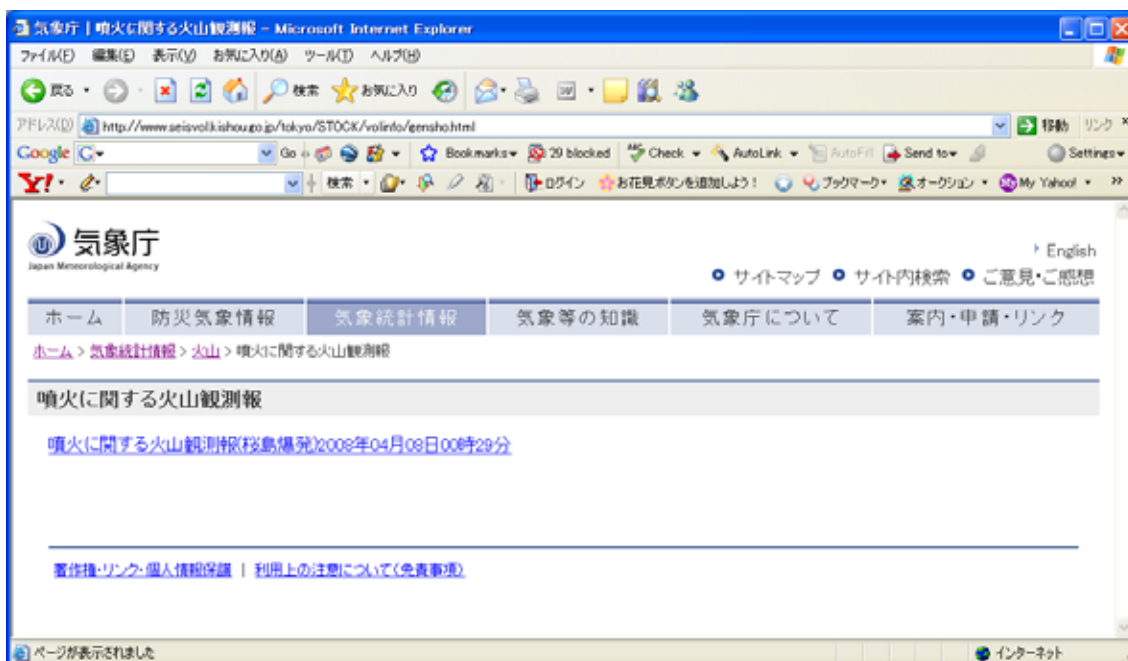 気象庁 | 噴火に関する火山観測報 - Microsoft Internet Explorer
ファイル(F) 編集(E) 表示(V) お気に入り(A) ツール(T) ヘルプ(H)
戻る 検索 お気に入り
アドレス(D) http://www.seisvol.kishou.go.jp/tokyo/STOCK/volinfo/gensho.html 移動 リンク
Google G Go Bookmarks 29 blocked Check AutoLink AutoFill Send to Settings
Y! 検索 ログイン お花見ボタンを追加しよう! ブックマーク オークション My Yahoo!
気象庁
Japan Meteorological Agency
English
サイトマップ サイト内検索 ご意見・ご感想
ホーム 防災気象情報 気象統計情報 気象等の知識 気象庁について 案内・申請・リンク
ホーム > 気象統計情報 > 火山 > 噴火に関する火山観測報
噴火に関する火山観測報
噴火に関する火山観測報(桜島爆発)2008年04月08日00時29分
著作権・リンク・個人情報保護 | 利用上の注意について(免責事項)
ページが表示されました インターネット